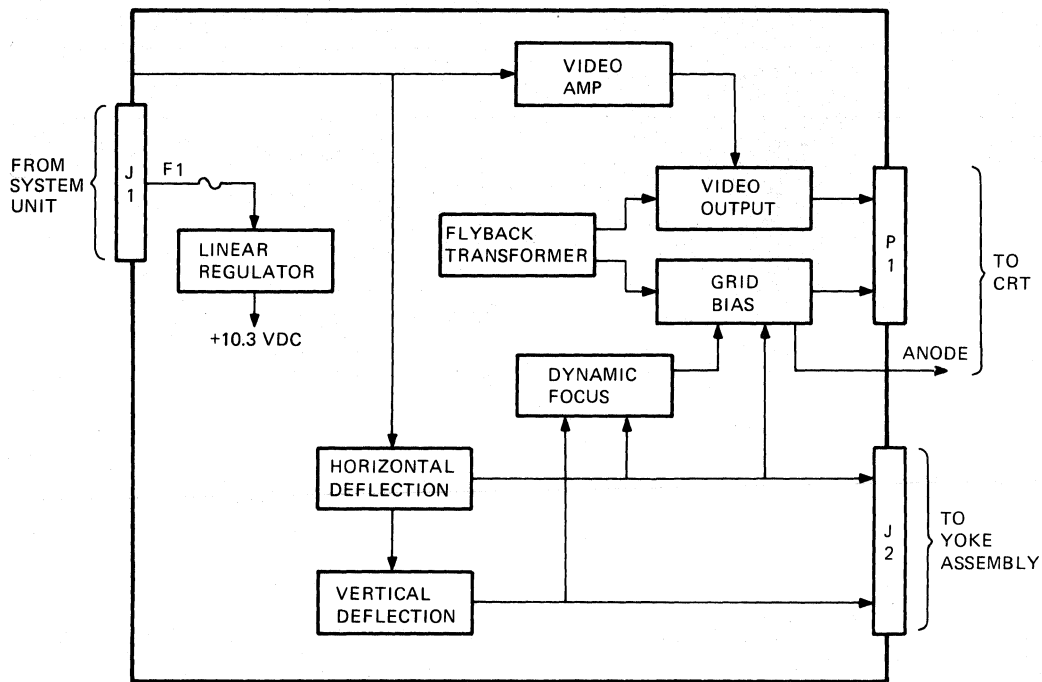 VIDEO
AMP
FROM
SYSTEM
UNIT
J
1
F1
LINEAR
REGULATOR
+10.3 VDC
FLYBACK
TRANSFORMER
VIDEO
OUTPUT
GRID
BIAS
P
1
TO
CRT
ANODE
DYNAMIC
FOCUS
HORIZONTAL
DEFLECTION
VERTICAL
DEFLECTION
J
2
TO
YOKE
ASSEMBLY